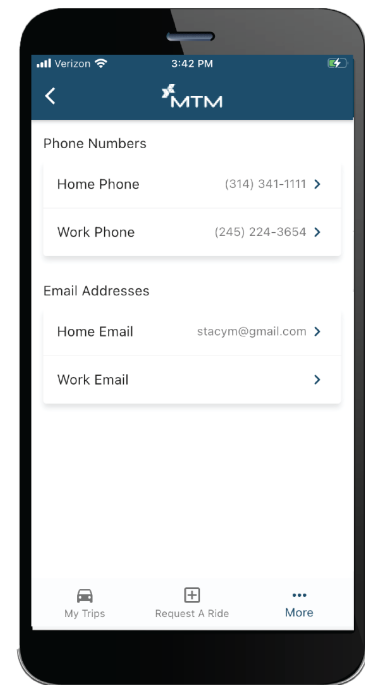 Verizon 3:42 PM
MTM
Phone Numbers
Home Phone (314) 341-1111
Work Phone (245) 224-3654
Email Addresses
Home Email stacym@gmail.com
Work Email
My Trips Request A Ride More